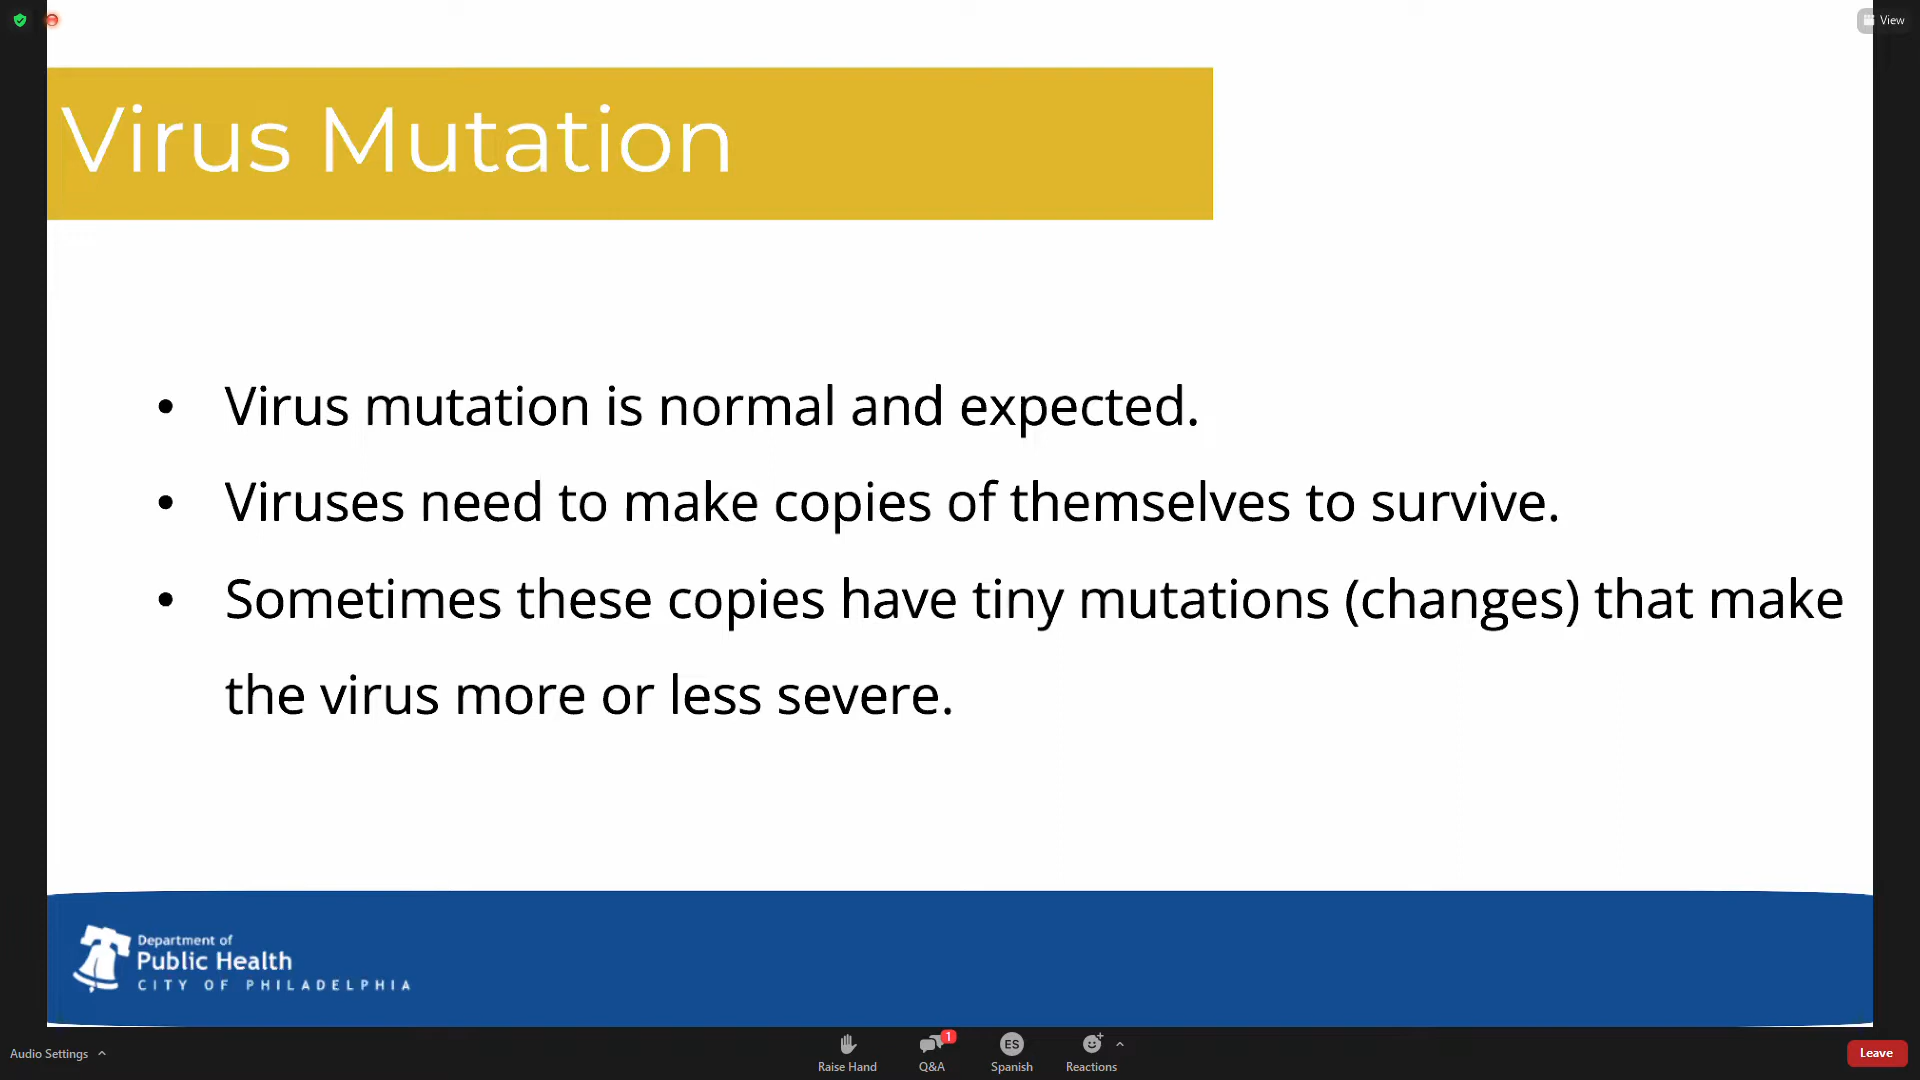 View
Virus Mutation
• Virus mutation is normal and expected.
• Viruses need to make copies of themselves to survive.
• Sometimes these copies have tiny mutations (changes) that make
the virus more or less severe.
Department of
Public Health
CITY OF PHILADELPHIA
Audio Settings
Raise Hand
1
Q&A
ES
Spanish
Reactions
Leave